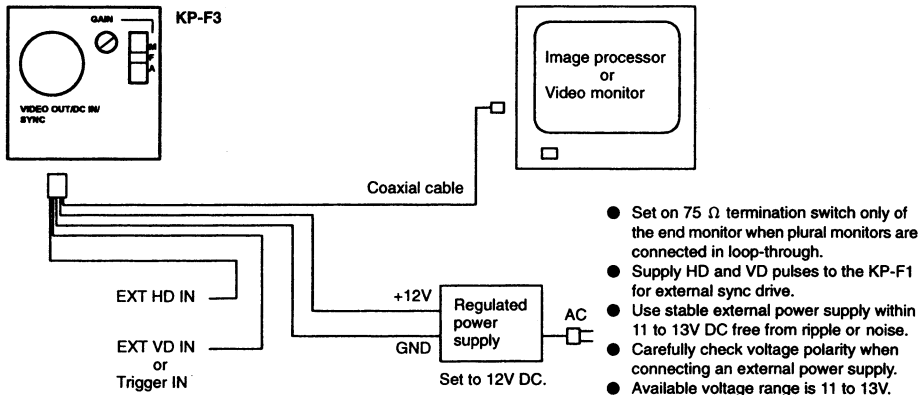 GAIN
KP-F3
M
F
A
VIDEO OUT/DC IN/
SYNC
Image processor
or
Video monitor
Coaxial cable
EXT HD IN
EXT VD IN
or
Trigger IN
+12V
GND
Regulated
power
supply
AC
Set to 12V DC.
● Set on 75 Ω termination switch only of
the end monitor when plural monitors are
connected in loop-through.
● Supply HD and VD pulses to the KP-F1
for external sync drive.
● Use stable external power supply within
11 to 13V DC free from ripple or noise.
● Carefully check voltage polarity when
connecting an external power supply.
● Available voltage range is 11 to 13V.